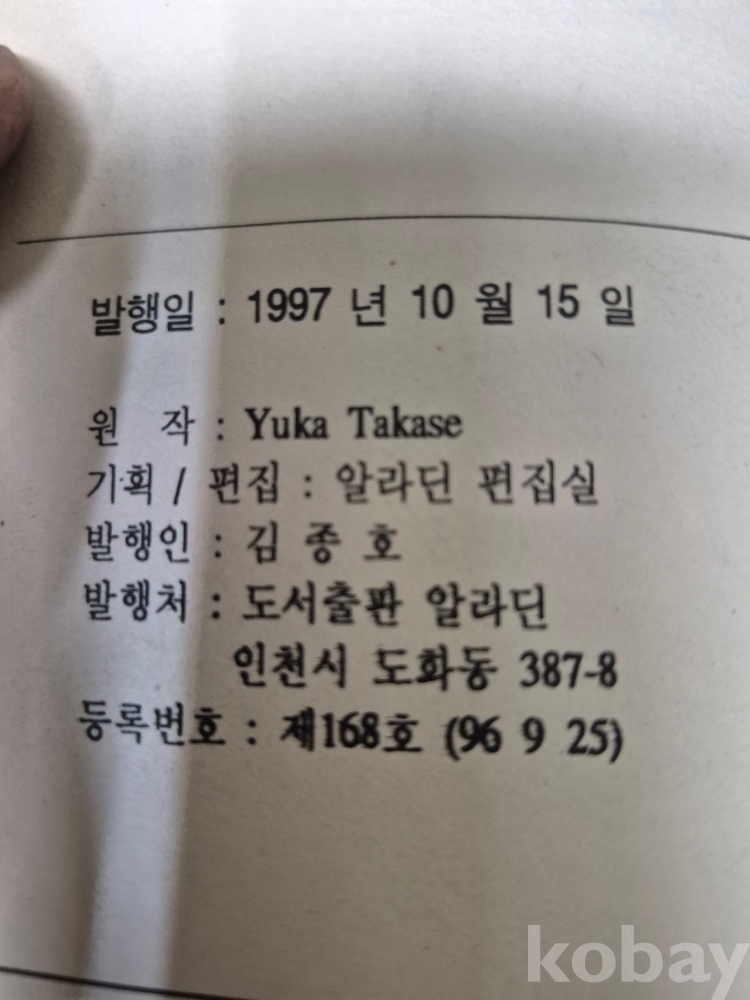 발행일 : 1997 년 10 월 15 일
원 작 : Yuka Takase
기획 / 편집 : 알라딘 편집실
발행인 : 김 종 호
발행처 : 도서출판 알라딘
인천시 도화동 387-8
등록번호 : 제168호 (96 9 25)
kobay